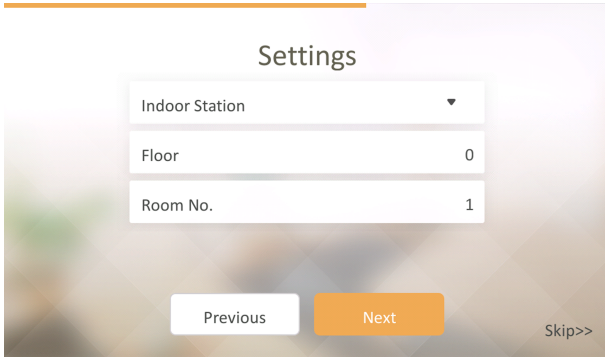 Settings
Indoor Station
Floor 0
Room No. 1
Previous Next
Skip>>